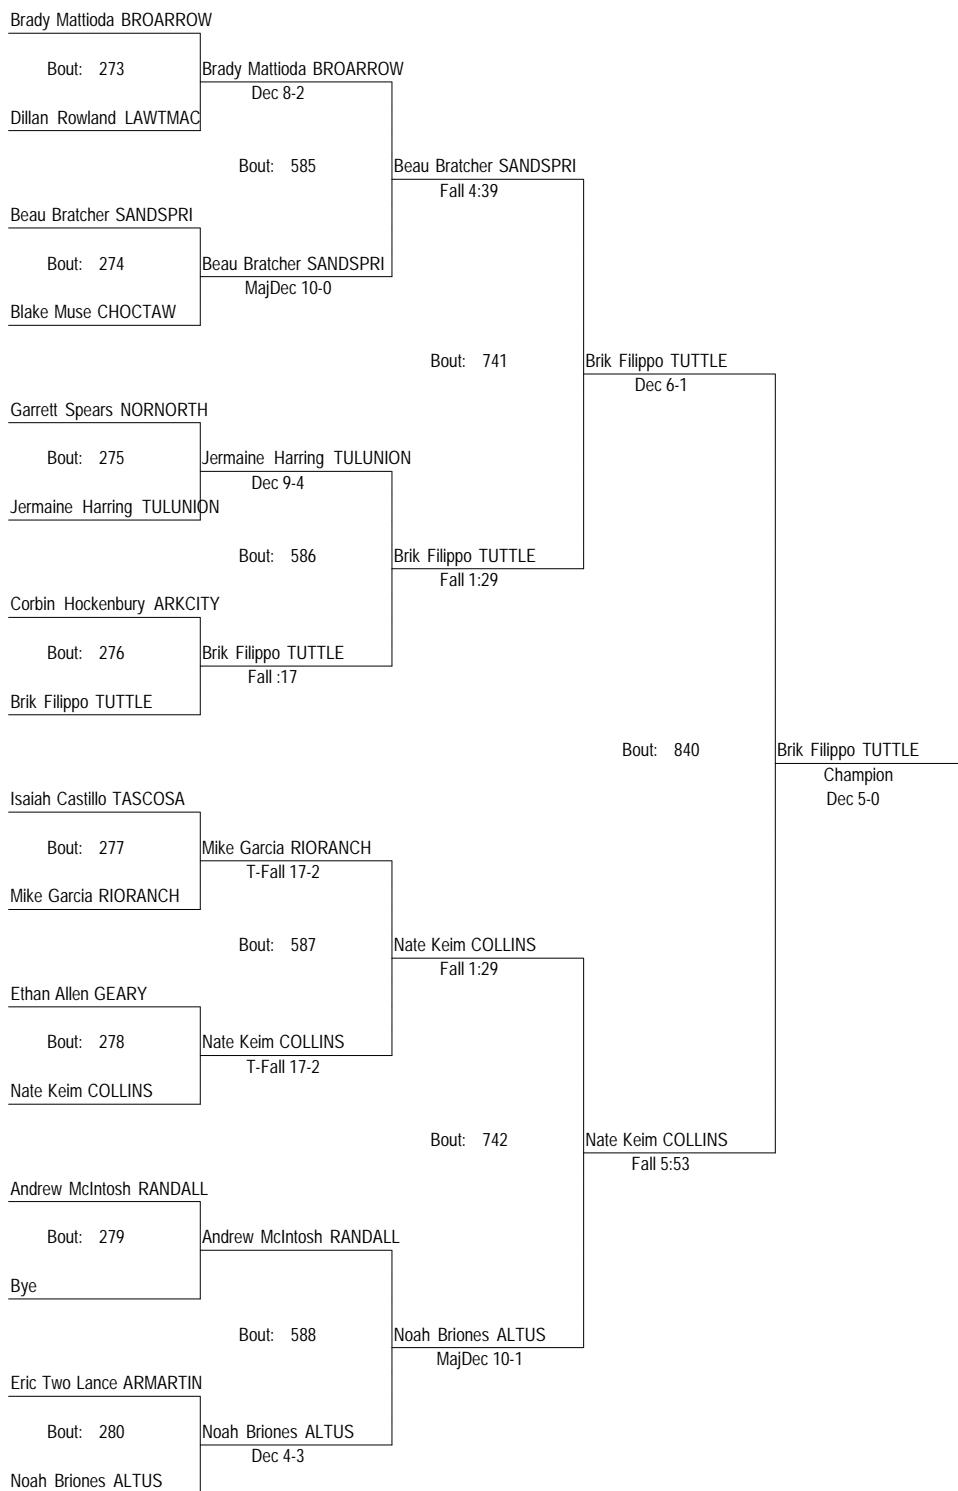 Brady Mattioda BROARROW
Bout: 273 Brady Mattioda BROARROW
Dec 8-2
Dillan Rowland LAWTMAC
Bout: 585 Beau Bratcher SANDSPRI
Fall 4:39
Beau Bratcher SANDSPRI
Bout: 274 Beau Bratcher SANDSPRI
MajDec 10-0
Blake Muse CHOCTAW
Bout: 741 Brik Filippo TUTTLE
Dec 6-1
Garrett Spears NORNORTH
Bout: 275 Jermaine Harring TULUNION
Dec 9-4
Jermaine Harring TULUNION
Bout: 586 Brik Filippo TUTTLE
Fall 1:29
Corbin Hockenbury ARKCITY
Bout: 276 Brik Filippo TUTTLE
Fall :17
Brik Filippo TUTTLE
Bout: 840 Brik Filippo TUTTLE
Champion
Dec 5-0
Isaiah Castillo TASCOSA
Bout: 277 Mike Garcia RIORANCH
T-Fall 17-2
Mike Garcia RIORANCH
Bout: 587 Nate Keim COLLINS
Fall 1:29
Ethan Allen GEARY
Bout: 278 Nate Keim COLLINS
T-Fall 17-2
Nate Keim COLLINS
Bout: 742 Nate Keim COLLINS
Fall 5:53
Andrew McIntosh RANDALL
Bout: 279 Andrew McIntosh RANDALL
Bye
Bout: 588 Noah Briones ALTUS
MajDec 10-1
Eric Two Lance ARMARTIN
Bout: 280 Noah Briones ALTUS
Dec 4-3
Noah Briones ALTUS